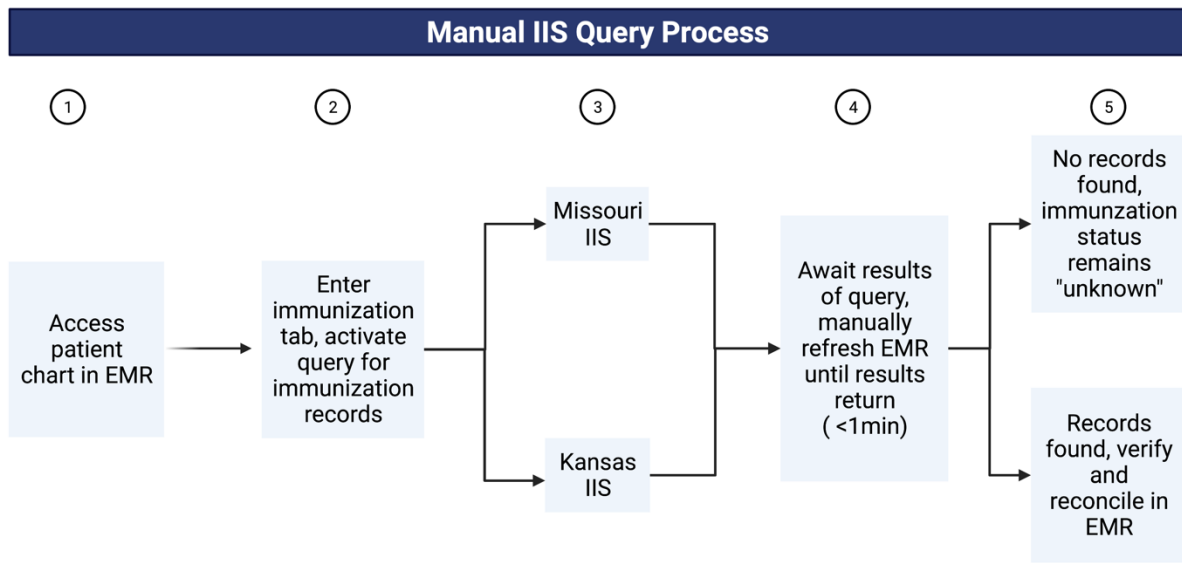 Manual IIS Query Process
1
2
3
4
5
Access
patient
chart in EMR
Enter
immunization
tab, activate
query for
immunization
records
Missouri
IIS
Kansas
IIS
Await results
of query,
manually
refresh EMR
until results
return
( <1min)
No records
found,
immunzation
status
remains
"unknown"
Records
found, verify
and
reconcile in
EMR